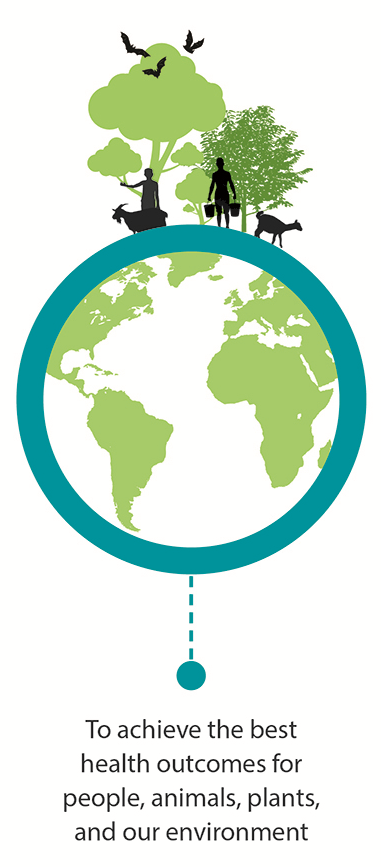 To achieve the best
health outcomes for
people, animals, plants,
and our environment